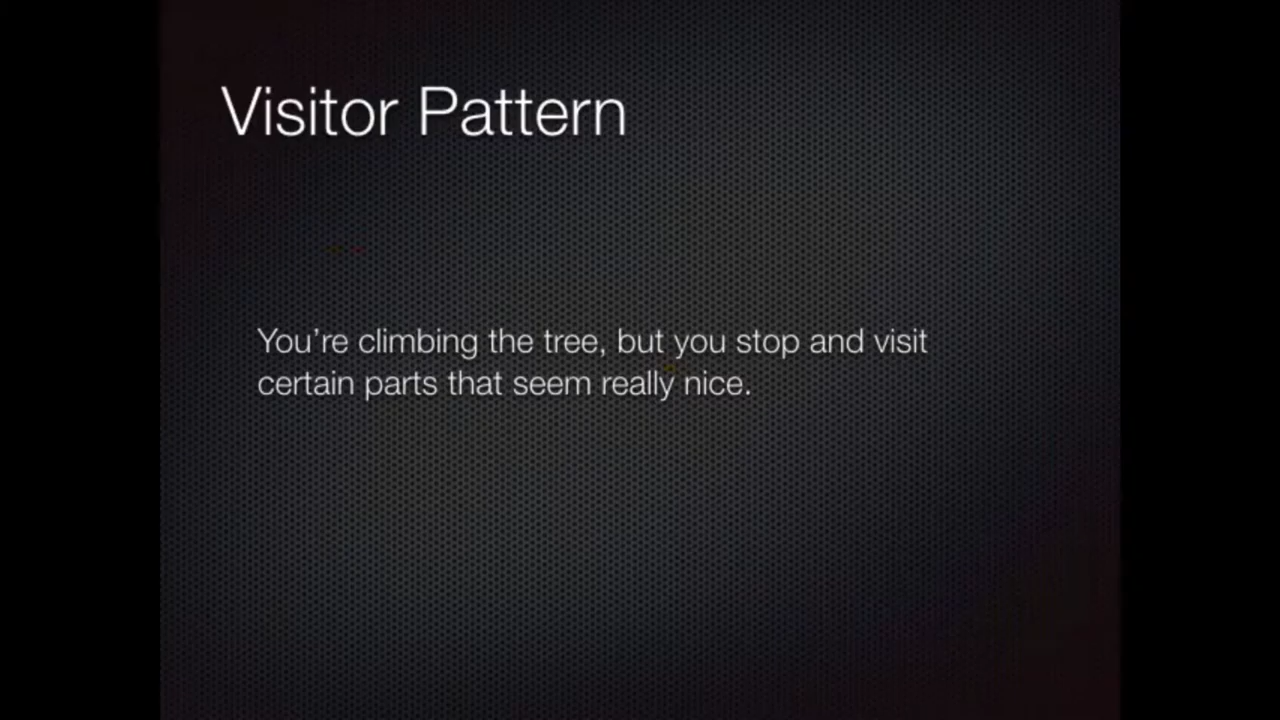 Visitor Pattern
You’re climbing the tree, but you stop and visit
certain parts that seem really nice.